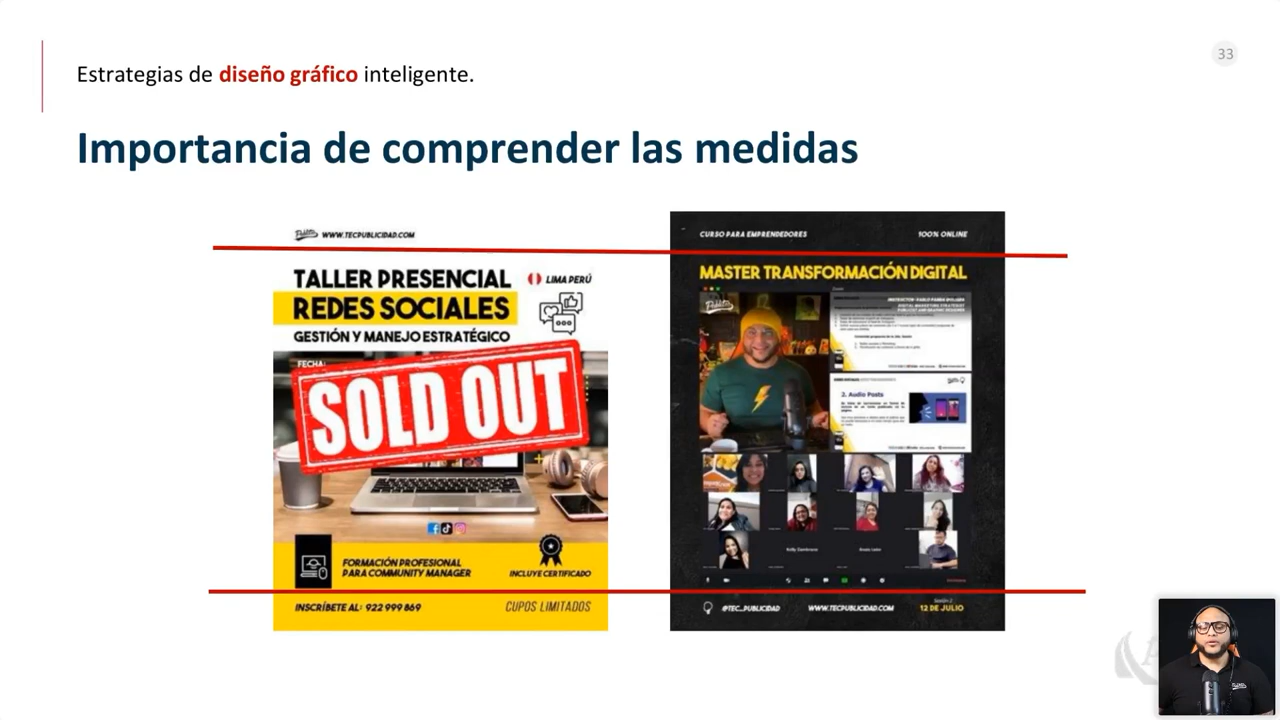 33
Estrategias de diseño gráfico inteligente.
Importancia de comprender las medidas
WWW.TECPUBLICIDAD.COM
TALLER PRESENCIAL
LIMA PERÚ
REDES SOCIALES
GESTIÓN Y MANEJO ESTRATÉGICO
FECHA:
SOLD OUT
FORMACIÓN PROFESIONAL
PARA COMMUNITY MANAGER
INCLUYE CERTIFICADO
INSCRÍBETE AL: 922 999 869
CUPOS LIMITADOS
CURSO PARA EMPRENDEDORES
100% ONLINE
MASTER TRANSFORMACIÓN DIGITAL
2. Audio Posts
@TEC_PUBLICIDAD
WWW.TECPUBLICIDAD.COM
12 DE JULIO